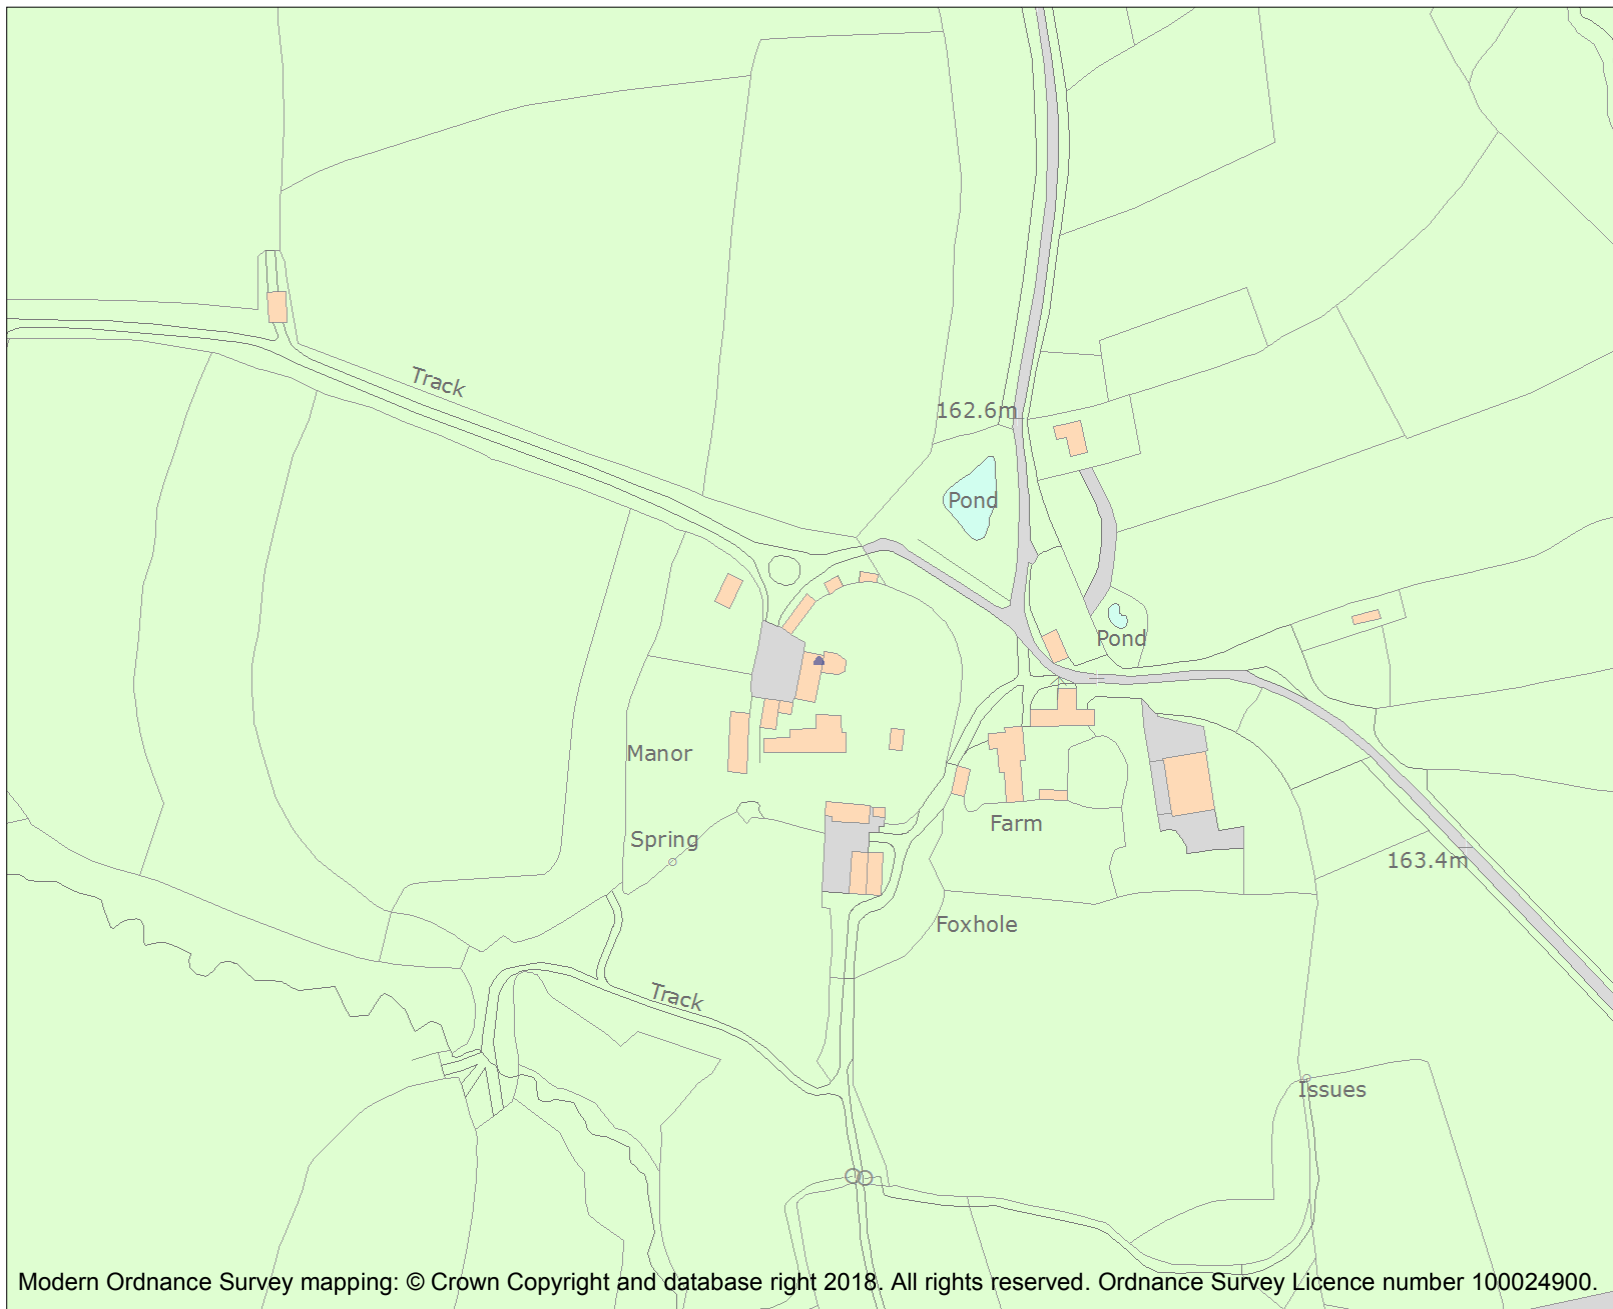 Track
162.6m
Pond
Pond
Manor
Spring
Farm
163.4m
Foxhole
Track
Issues
Modern Ordnance Survey mapping: © Crown Copyright and database right 2018. All rights reserved. Ordnance Survey Licence number 100024900.